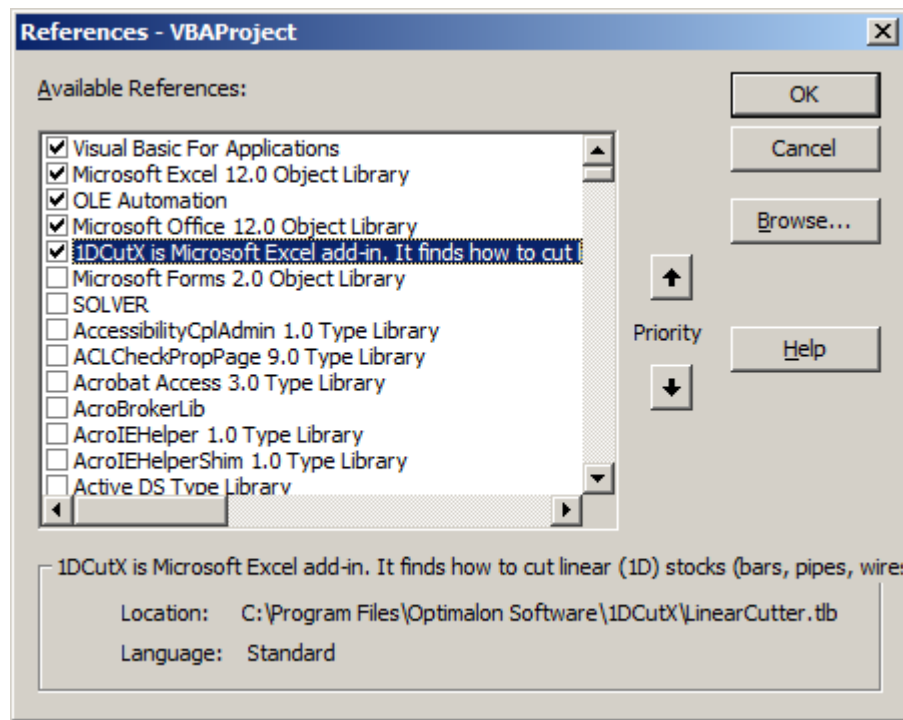 References - VBAProject
Available References:
OK
Cancel
Browse...
Priority
Help
Visual Basic For Applications
Microsoft Excel 12.0 Object Library
OLE Automation
Microsoft Office 12.0 Object Library
1DCutX is Microsoft Excel add-in. It finds how to cut
Microsoft Forms 2.0 Object Library
SOLVER
AccessibilityCplAdmin 1.0 Type Library
ACLCheckPropPage 9.0 Type Library
Acrobat Access 3.0 Type Library
AcroBrokerLib
AcroIEHelper 1.0 Type Library
AcroIEHelperShim 1.0 Type Library
Active DS Type Library
1DCutX is Microsoft Excel add-in. It finds how to cut linear (1D) stocks (bars, pipes, wires
Location: C:\Program Files\Optimalon Software\1DCutX\LinearCutter.tlb
Language: Standard